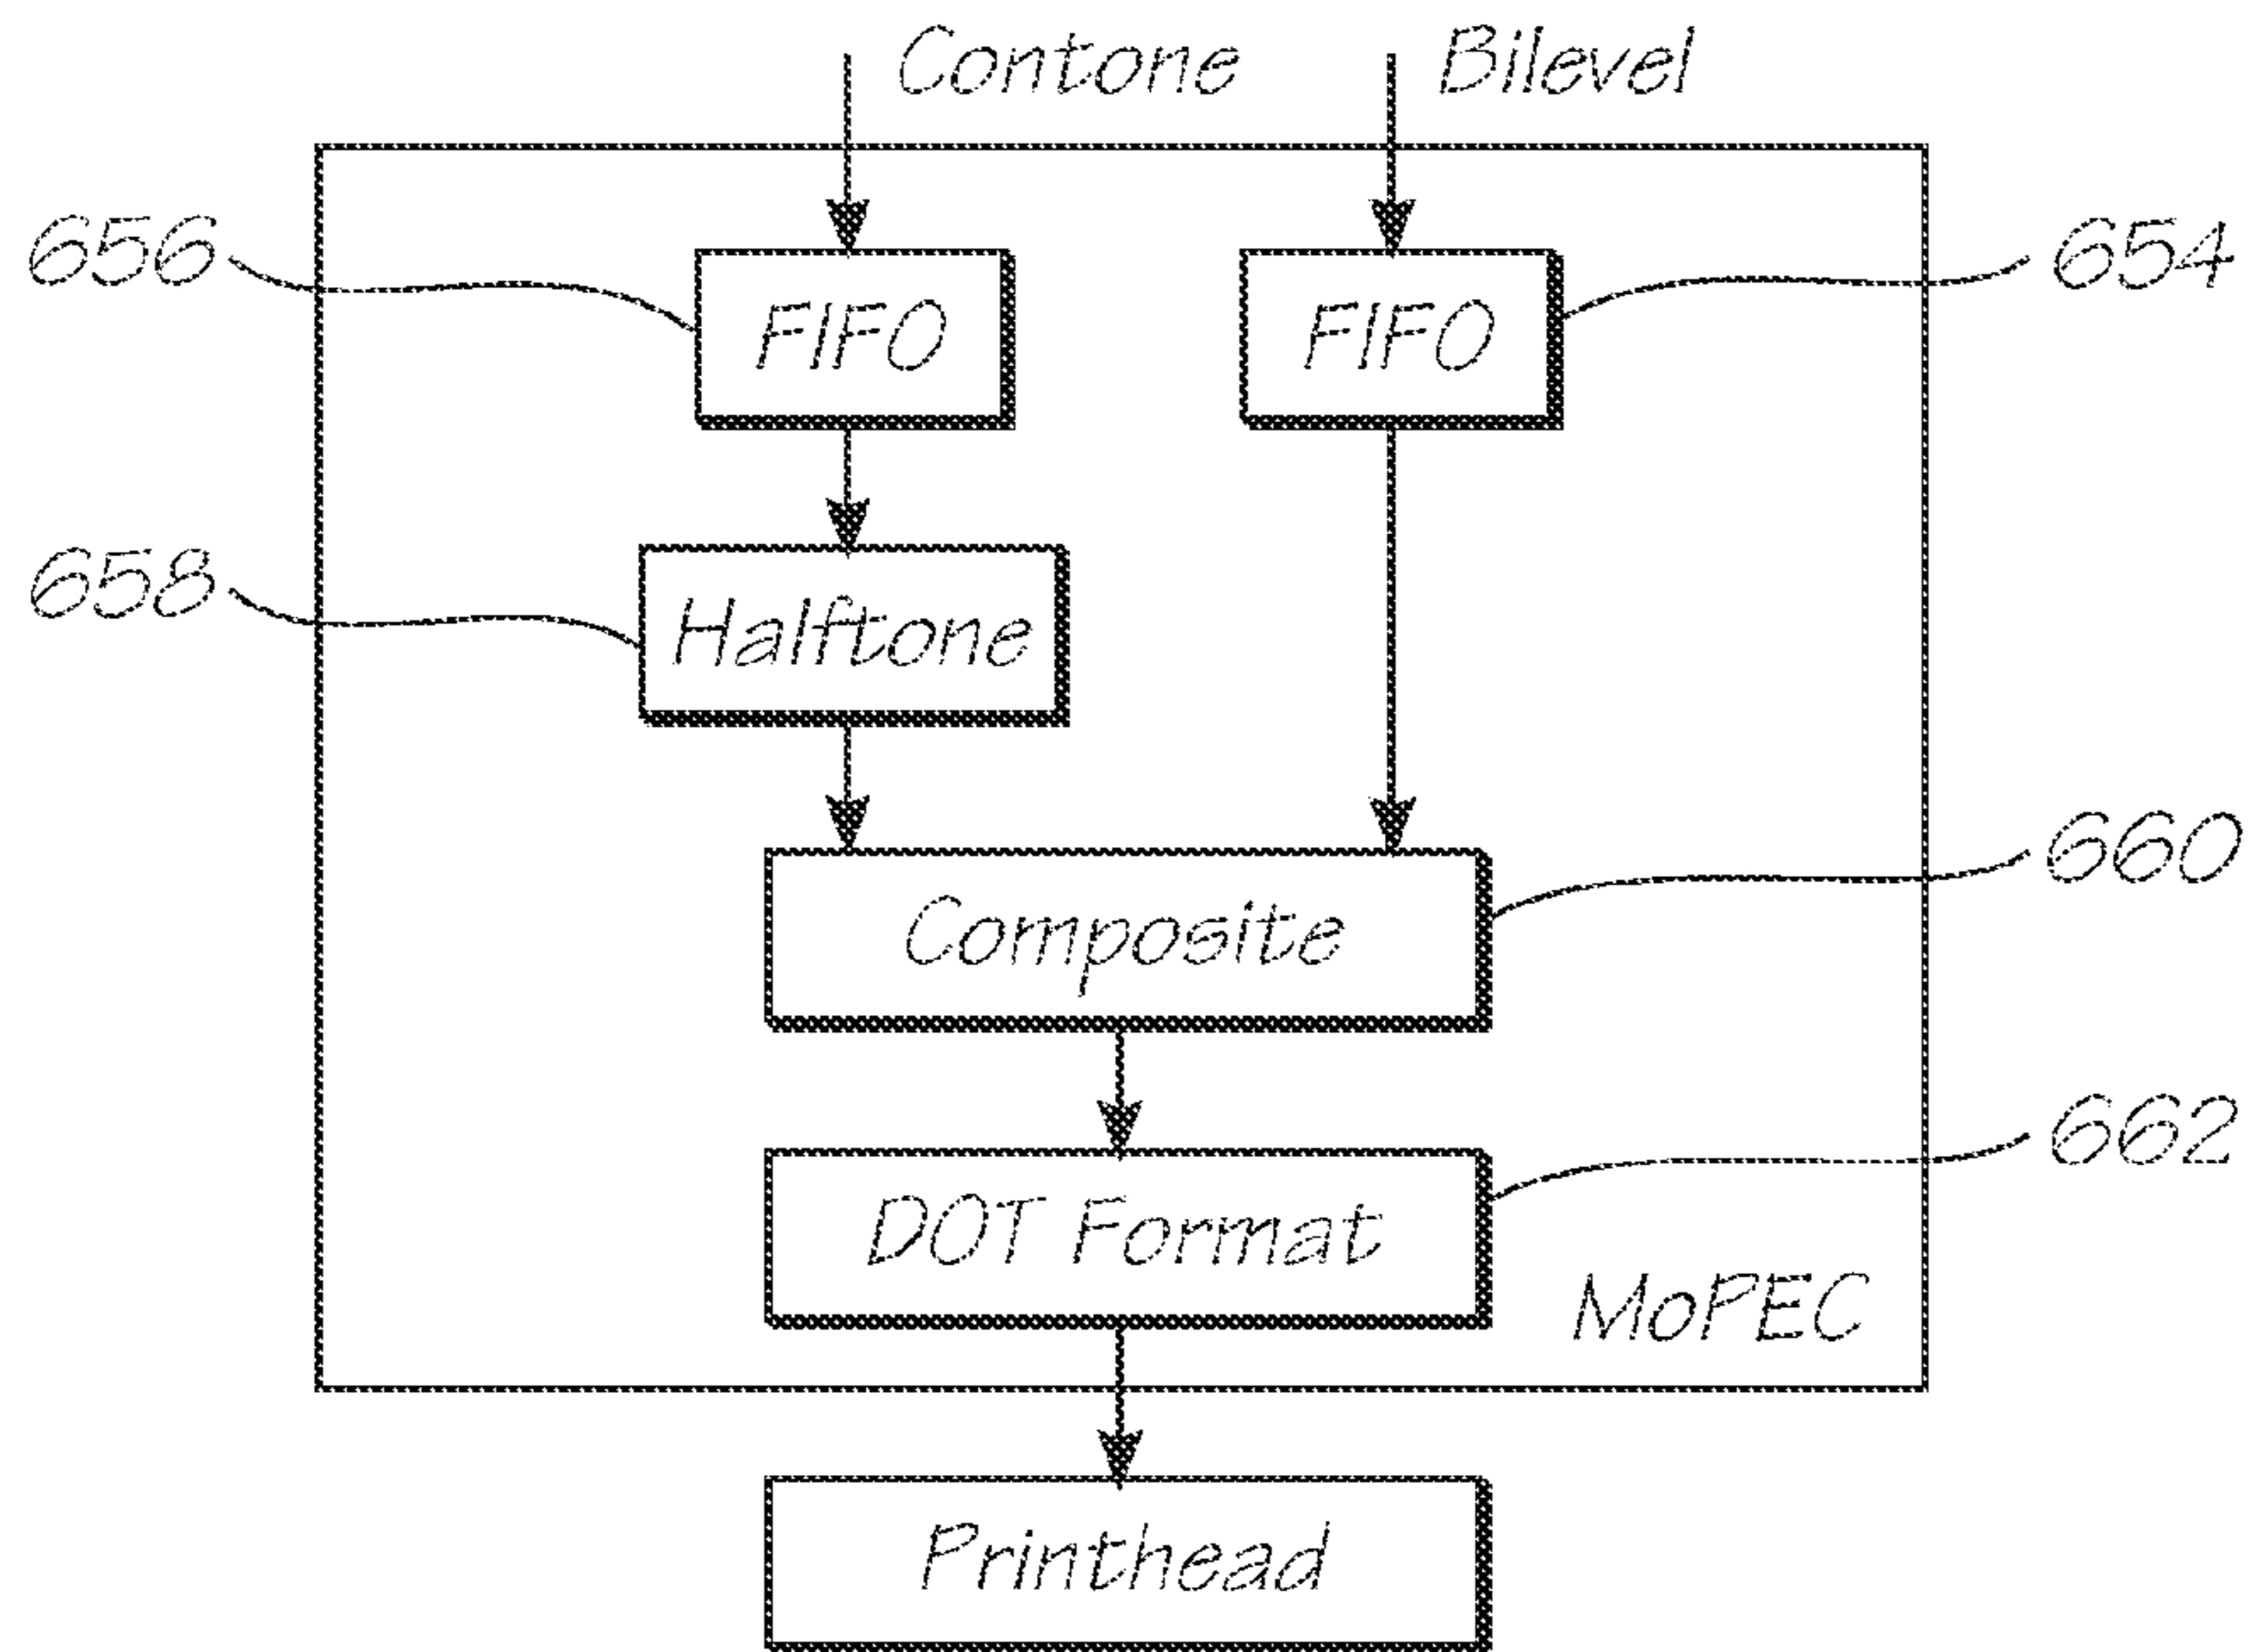 Contone Bilevel
656 FIFO FIFO 654
658 Halftone
Composite 660
DOT Format 662
MoPEC
Printhead